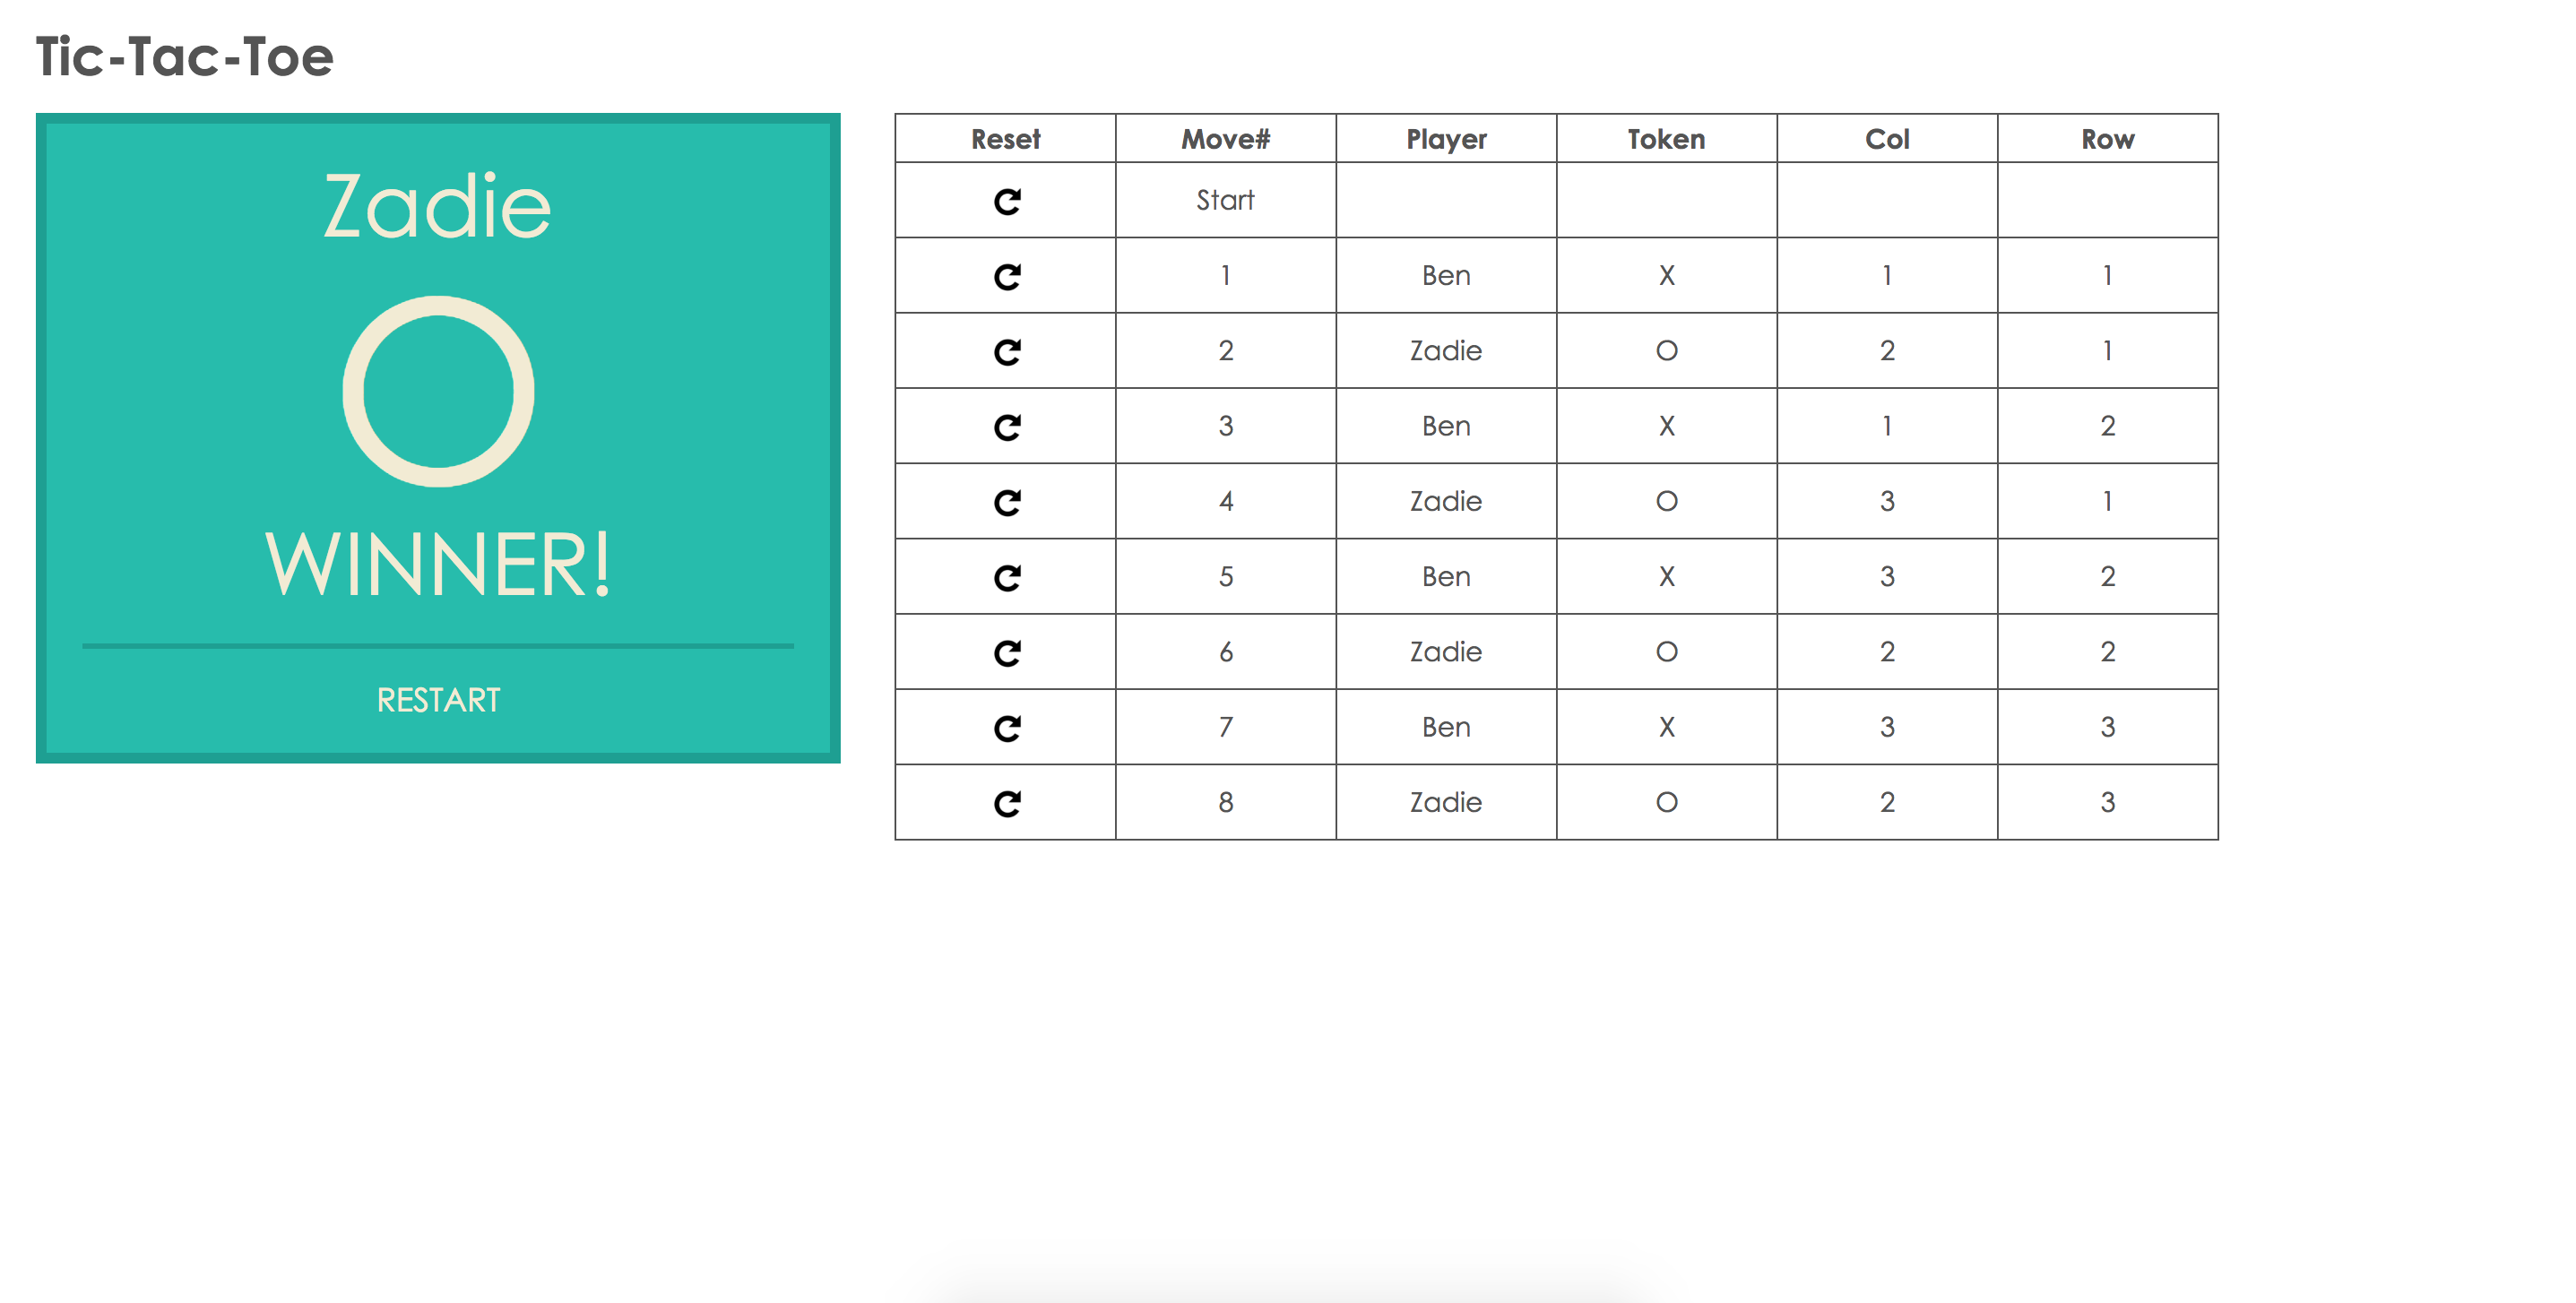 Tic-Tac-Toe
Zadie
O
WINNER!
RESTART
Reset Move# Player Token Col Row
Start
1 Ben X 1 1
2 Zadie O 2 1
3 Ben X 1 2
4 Zadie O 3 1
5 Ben X 3 2
6 Zadie O 2 2
7 Ben X 3 3
8 Zadie O 2 3